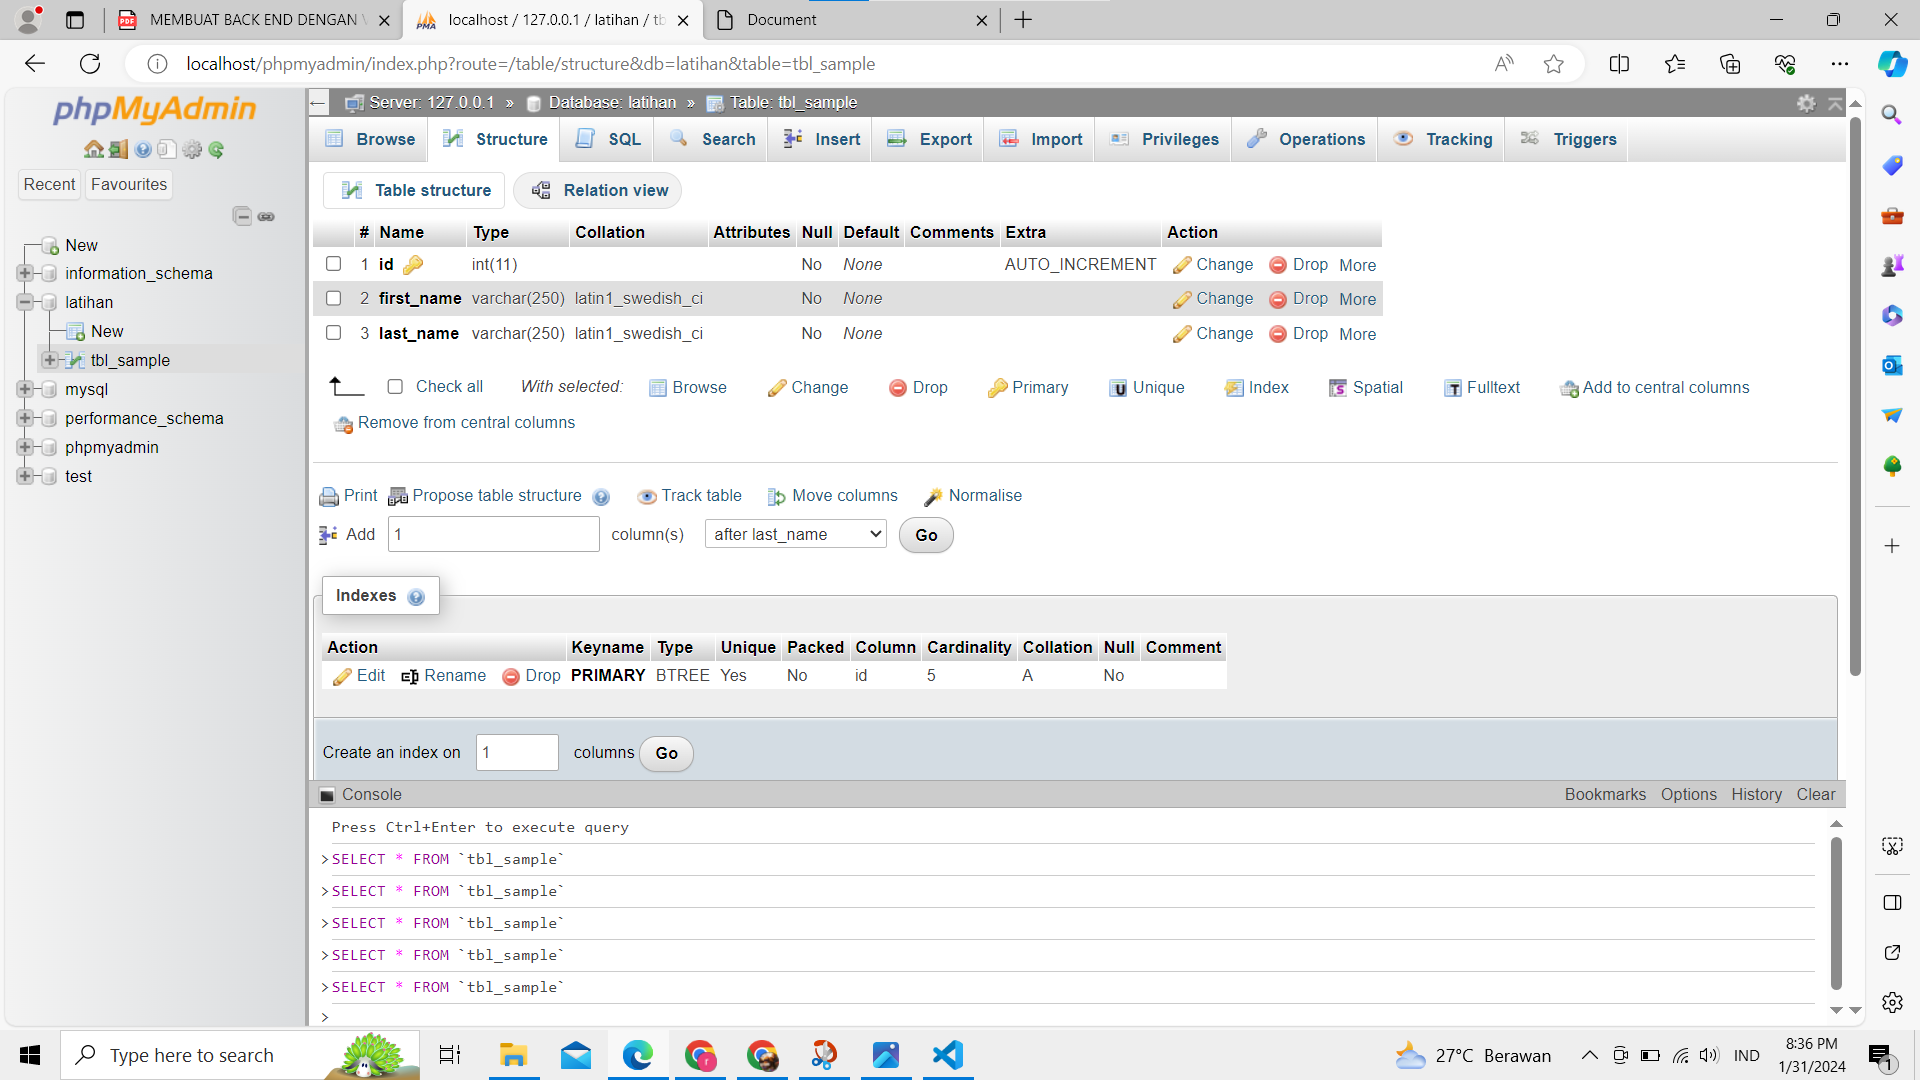 MEMBUAT BACK END DENGAN
localhost / 127.0.0.1 / latihan / tb
Document
localhost/phpmyadmin/index.php?route=/table/structure&db=latihan&table=tbl_sample
phpMyAdmin
Recent Favourites
New
information_schema
latihan
New
tbl_sample
mysql
performance_schema
phpmyadmin
test
Server: 127.0.0.1 » Database: latihan » Table: tbl_sample
Browse Structure SQL Search Insert Export Import Privileges Operations Tracking Triggers
Table structure Relation view
# Name Type Collation Attributes Null Default Comments Extra Action
1 id int(11) No None AUTO_INCREMENT Change Drop More
2 first_name varchar(250) latin1_swedish_ci No None Change Drop More
3 last_name varchar(250) latin1_swedish_ci No None Change Drop More
Check all With selected: Browse Change Drop Primary Unique Index Spatial Fulltext Add to central columns
Remove from central columns
Print Propose table structure Track table Move columns Normalise
Add 1 column(s) after last_name Go
Indexes
Action Keyname Type Unique Packed Column Cardinality Collation Null Comment
Edit Rename Drop PRIMARY BTREE Yes No id 5 A No
Create an index on 1 columns Go
Console Bookmarks Options History Clear
Press Ctrl+Enter to execute query
>SELECT * FROM `tbl_sample`
>SELECT * FROM `tbl_sample`
>SELECT * FROM `tbl_sample`
>SELECT * FROM `tbl_sample`
>SELECT * FROM `tbl_sample`
>
Type here to search
27°C Berawan
IND
8:36 PM
1/31/2024
1